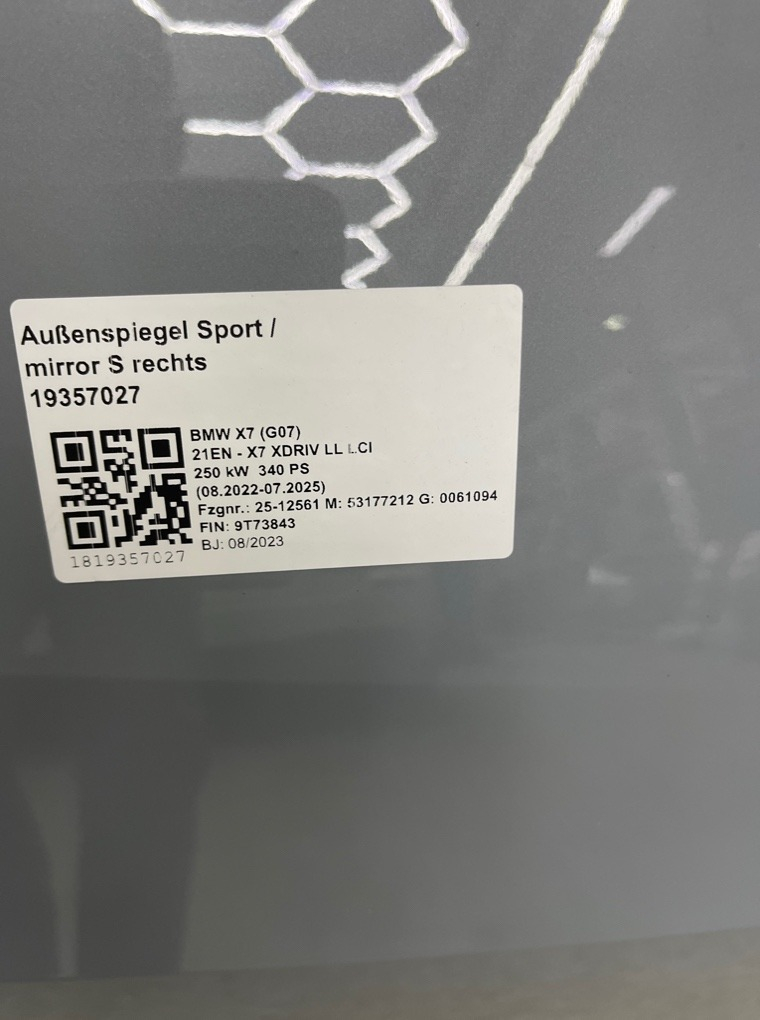 Außenspiegel Sport /
mirror S rechts
19357027
BMW X7 (G07)
21EN - X7 XDRIV LL LCI
250 kW 340 PS
(08.2022-07.2025)
Fzgnr.: 25-12561 M: 53177212 G: 0061094
FIN: 9T73843
BJ: 08/2023
1819357027